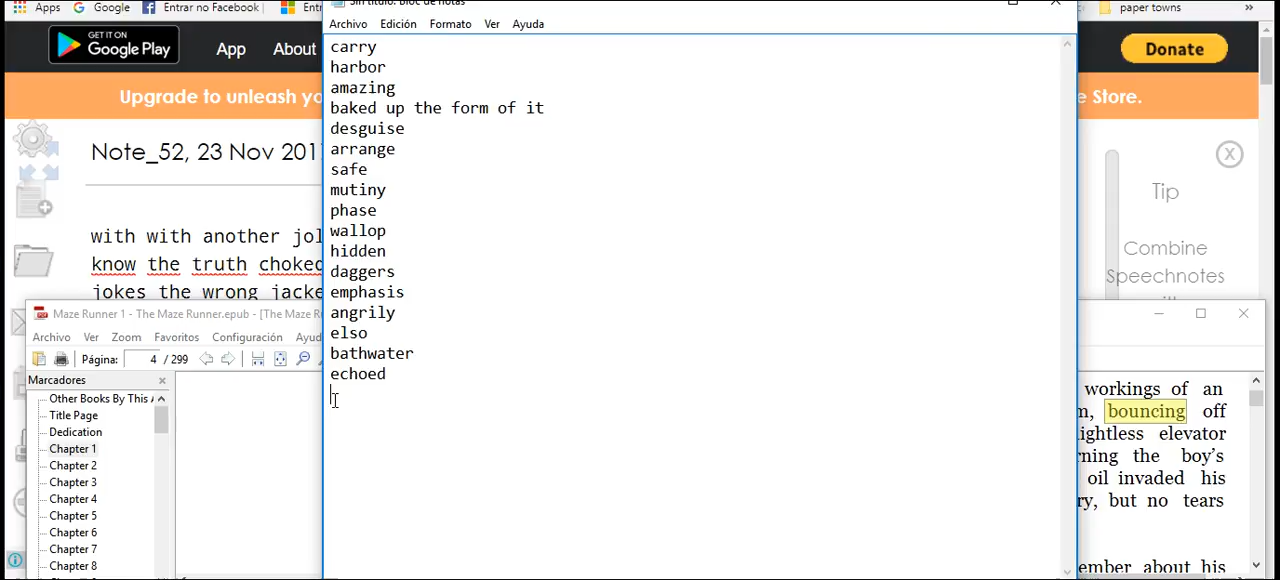 Apps
Google
Entrar no Facebook
Entr
Sin título: Bloc de notas
paper towns
»
GET IT ON
Google Play
App
About
Donate
Upgrade to unleash yo
e Store.
Note_52, 23 Nov 201
with with another jol
know the truth choked
jokes the wrong jacke
Archivo Edición Formato Ver Ayuda
carry
harbor
amazing
baked up the form of it
desguise
arrange
safe
mutiny
phase
wallop
hidden
daggers
emphasis
angrily
elso
bathwater
echoed
X
Tip
Combine
Speechnotes
Maze Runner 1 - The Maze Runner.epub - [The Maze R
Archivo Ver Zoom Favoritos Configuración Ayud
Página: 4 / 299
Marcadores
Other Books By This A
Title Page
Dedication
Chapter 1
Chapter 2
Chapter 3
Chapter 4
Chapter 5
Chapter 6
Chapter 7
Chapter 8
workings of an
m, bouncing off
ightless elevator
rning the boy's
oil invaded his
ry, but no tears
ember about his